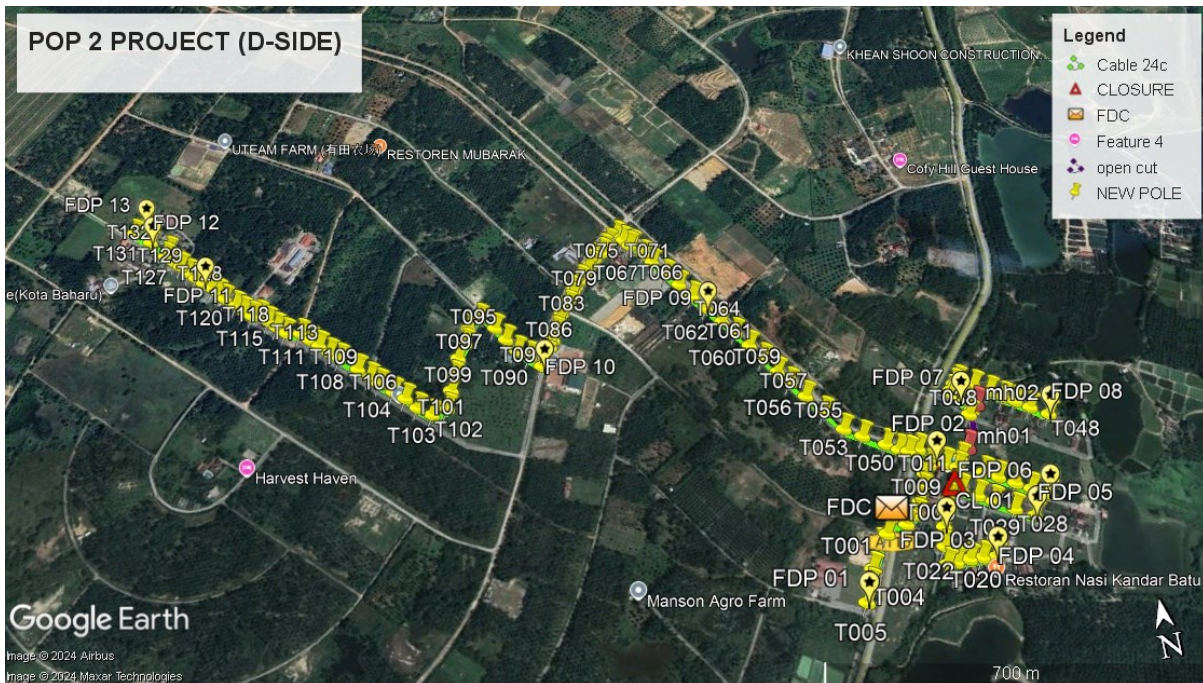 POP 2 PROJECT (D-SIDE)
Legend
Cable 24c
CLOSURE
FDC
Feature 4
open cut
NEW POLE
KHEAN SHOON CONSTRUCTION...
UTEAM FARM (有田农场)
RESTOREN MUBARAK
Cofy Hill Guest House
FDP 13
FDP 12
T132
T131
T129
T127
FDP 11
T120
T118
T115
T113
T111
T109
T108
T106
T104
T103
T102
T101
T099
T097
T095
T090
T086
FDP 10
T083
T079
T075
T071
T067
T066
FDP 09
T064
T062
T061
T060
T059
T057
T056
T055
T053
T050
FDP 07
mh02
FDP 08
T048
FDP 02
mh01
T011
T009
FDP 06
FDP 05
CL 01
T028
T029
FDC
FDP 03
T001
FDP 04
T022
T020
Restoran Nasi Kandar Batu
FDP 01
T004
T005
e(Kota Baharu)
Harvest Haven
Manson Agro Farm
Google Earth
Image © 2024 Airbus
Image © 2024 Maxar Technologies
700 m
N